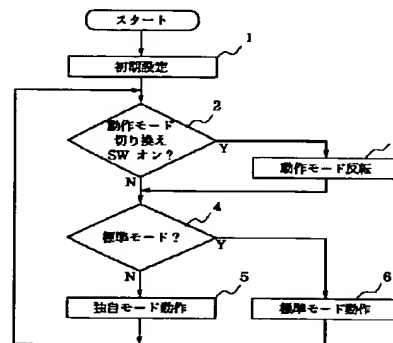 スタート
1
初期設定
2
動作モード
切り換え
SW オン?
Y
動作モード反転
N
4
標準モード?
Y
N
5
6
独自モード動作
標準モード動作